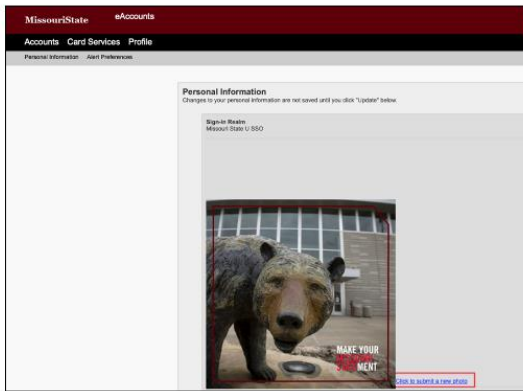 MissouriState
eAccounts
Accounts Card Services Profile
Personal Information Alert Preferences
Personal Information
Changes to your personal information are not saved until you click "Update" below.
Sign-in Realm
Missouri State U SSO
MAKE YOUR
MENT
Click to submit a new photo